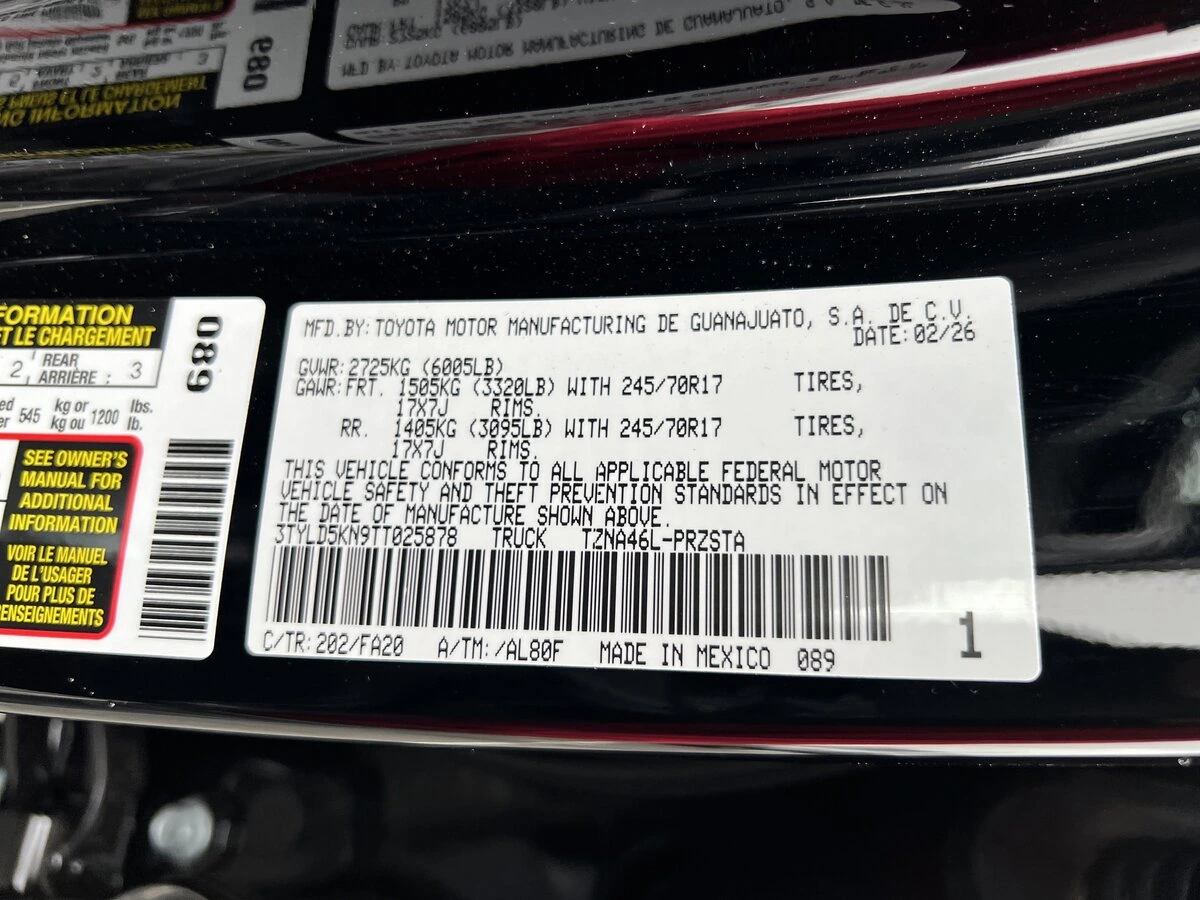 FORMATION
ET LE CHARGEMENT
2 REAR ARRIÈRE : 3
545 kg or kg ou 1200 lbs. lb.
SEE OWNER'S
MANUAL FOR
ADDITIONAL
INFORMATION
VOIR LE MANUEL
DE L'USAGER
POUR PLUS DE
RENSEIGNEMENTS
089
MFD.BY:TOYOTA MOTOR MANUFACTURING DE GUANAJUATO, S.A. DE C.V.
DATE:02/26
GVWR:2725KG (6005LB)
GAWR:FRT. 1505KG (3320LB) WITH 245/70R17 TIRES,
17X7J RIMS.
RR. 1405KG (3095LB) WITH 245/70R17 TIRES,
17X7J RIMS.
THIS VEHICLE CONFORMS TO ALL APPLICABLE FEDERAL MOTOR
VEHICLE SAFETY AND THEFT PREVENTION STANDARDS IN EFFECT ON
THE DATE OF MANUFACTURE SHOWN ABOVE.
3TYLD5KN9TT025878 TRUCK TZNA46L-PRZSTA
C/TR:202/FA20 A/TM:/AL80F MADE IN MEXICO 089
1